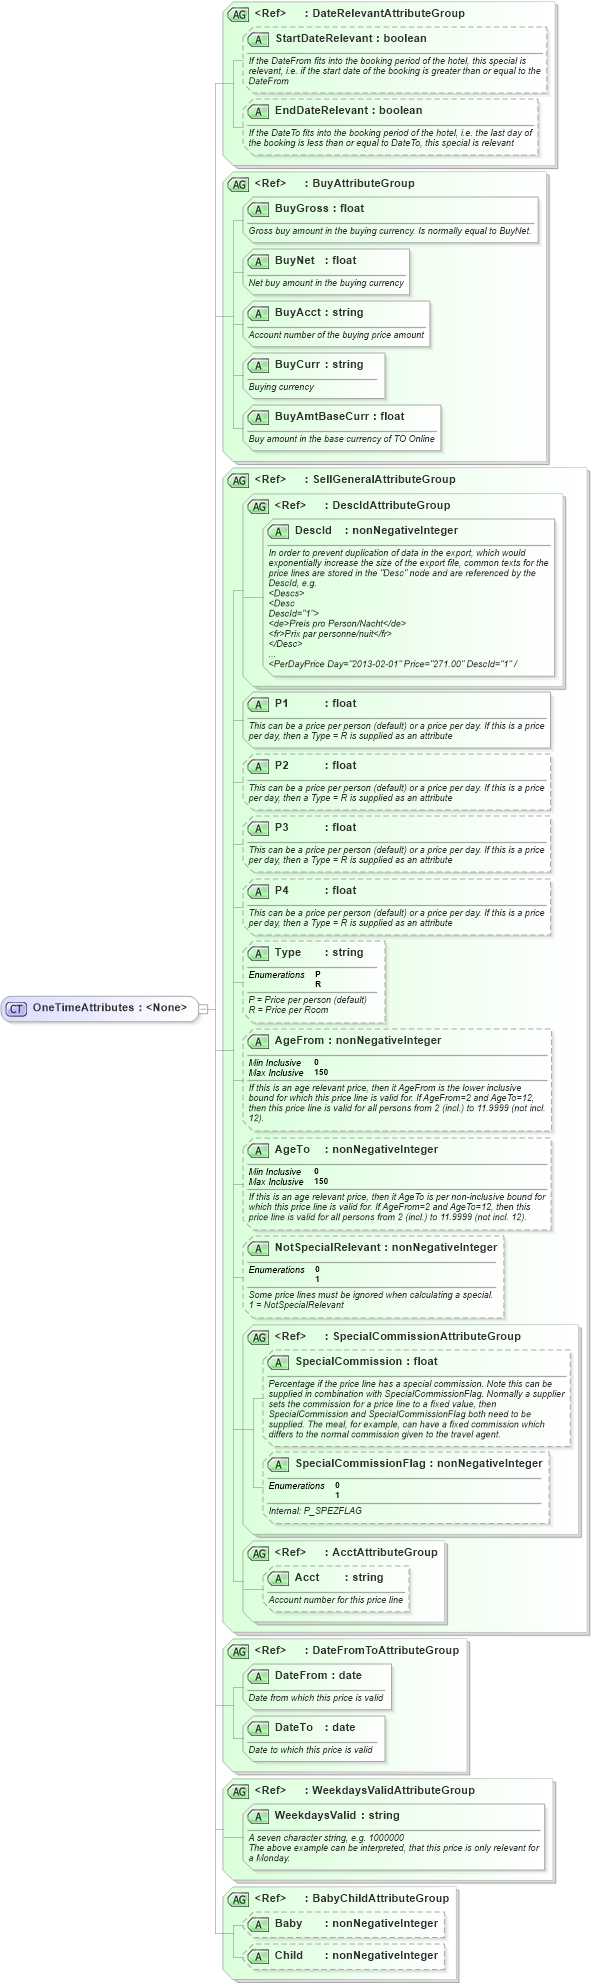 AG <Ref> : DateRelevantAttributeGroup
A StartDateRelevant : boolean
If the DateFrom fits into the booking period of the hotel, this special is
relevant, i.e. if the start date of the booking is greater than or equal to the
DateFrom
A EndDateRelevant : boolean
If the DateTo fits into the booking period of the hotel, i.e. the last day of
the booking is less than or equal to DateTo, this special is relevant
AG <Ref> : BuyAttributeGroup
A BuyGross : float
Gross buy amount in the buying currency. Is normally equal to BuyNet.
A BuyNet : float
Net buy amount in the buying currency
A BuyAcct : string
Account number of the buying price amount
A BuyCurr : string
Buying currency
A BuyAmtBaseCurr : float
Buy amount in the base currency of TO Online
AG <Ref> : SellGeneralAttributeGroup
AG <Ref> : DescIdAttributeGroup
A DescId : nonNegativeInteger
In order to prevent duplication of data in the export, which would
exponentially increase the size of the export file, common texts for the
price lines are stored in the "Desc" node and are referenced by the
DescId, e.g.
<Descs>
<Desc
DescId="1">
<de>Preis pro Person/Nacht</de>
<fr>Prix par personne/nuit</fr>
</Desc>
...
<PerDayPrice Day="2013-02-01" Price="271.00" DescId="1" /
A P1 : float
This can be a price per person (default) or a price per day. If this is a price
per day, then a Type = R is supplied as an attribute
A P2 : float
This can be a price per person (default) or a price per day. If this is a price
per day, then a Type = R is supplied as an attribute
A P3 : float
This can be a price per person (default) or a price per day. If this is a price
per day, then a Type = R is supplied as an attribute
A P4 : float
This can be a price per person (default) or a price per day. If this is a price
per day, then a Type = R is supplied as an attribute
A Type : string
Enumerations P
R
P = Price per person (default)
R = Price per Room
CT OneTimeAttributes : <None>
A AgeFrom : nonNegativeInteger
Min Inclusive 0
Max Inclusive 150
If this is an age relevant price, then it AgeFrom is the lower inclusive
bound for which this price line is valid for. If AgeFrom=2 and AgeTo=12,
then this price line is valid for all persons from 2 (incl.) to 11.9999 (not incl.
12).
A AgeTo : nonNegativeInteger
Min Inclusive 0
Max Inclusive 150
If this is an age relevant price, then it AgeTo is per non-inclusive bound for
which this price line is valid for. If AgeFrom=2 and AgeTo=12, then this
price line is valid for all persons from 2 (incl.) to 11.9999 (not incl. 12).
A NotSpecialRelevant : nonNegativeInteger
Enumerations 0
1
Some price lines must be ignored when calculating a special.
1 = NotSpecialRelevant
AG <Ref> : SpecialCommissionAttributeGroup
A SpecialCommission : float
Percentage if the price line has a special commission. Note this can be
supplied in combination with SpecialCommissionFlag. Normally a supplier
sets the commission for a price line to a fixed value, then
SpecialCommission and SpecialCommissionFlag both need to be
supplied. The meal, for example, can have a fixed commission which
differs to the normal commission given to the travel agent.
A SpecialCommissionFlag : nonNegativeInteger
Enumerations 0
1
Internal: P_SPEZFLAG
AG <Ref> : AcctAttributeGroup
A Acct : string
Account number for this price line
AG <Ref> : DateFromToAttributeGroup
A DateFrom : date
Date from which this price is valid
A DateTo : date
Date to which this price is valid
AG <Ref> : WeekdaysValidAttributeGroup
A WeekdaysValid : string
A seven character string, e.g. 1000000
The above example can be interpreted, that this price is only relevant for
a Monday.
AG <Ref> : BabyChildAttributeGroup
A Baby : nonNegativeInteger
A Child : nonNegativeInteger